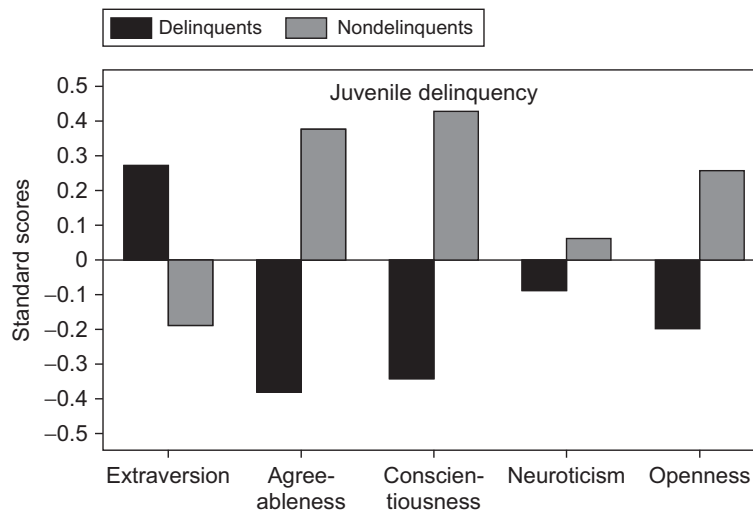 Delinquents
Nondelinquents
Juvenile delinquency
Standard scores
0.5
0.4
0.3
0.2
0.1
0
–0.1
–0.2
–0.3
–0.4
–0.5
Extraversion
Agree-
ableness
Conscien-
tiousness
Neuroticism
Openness